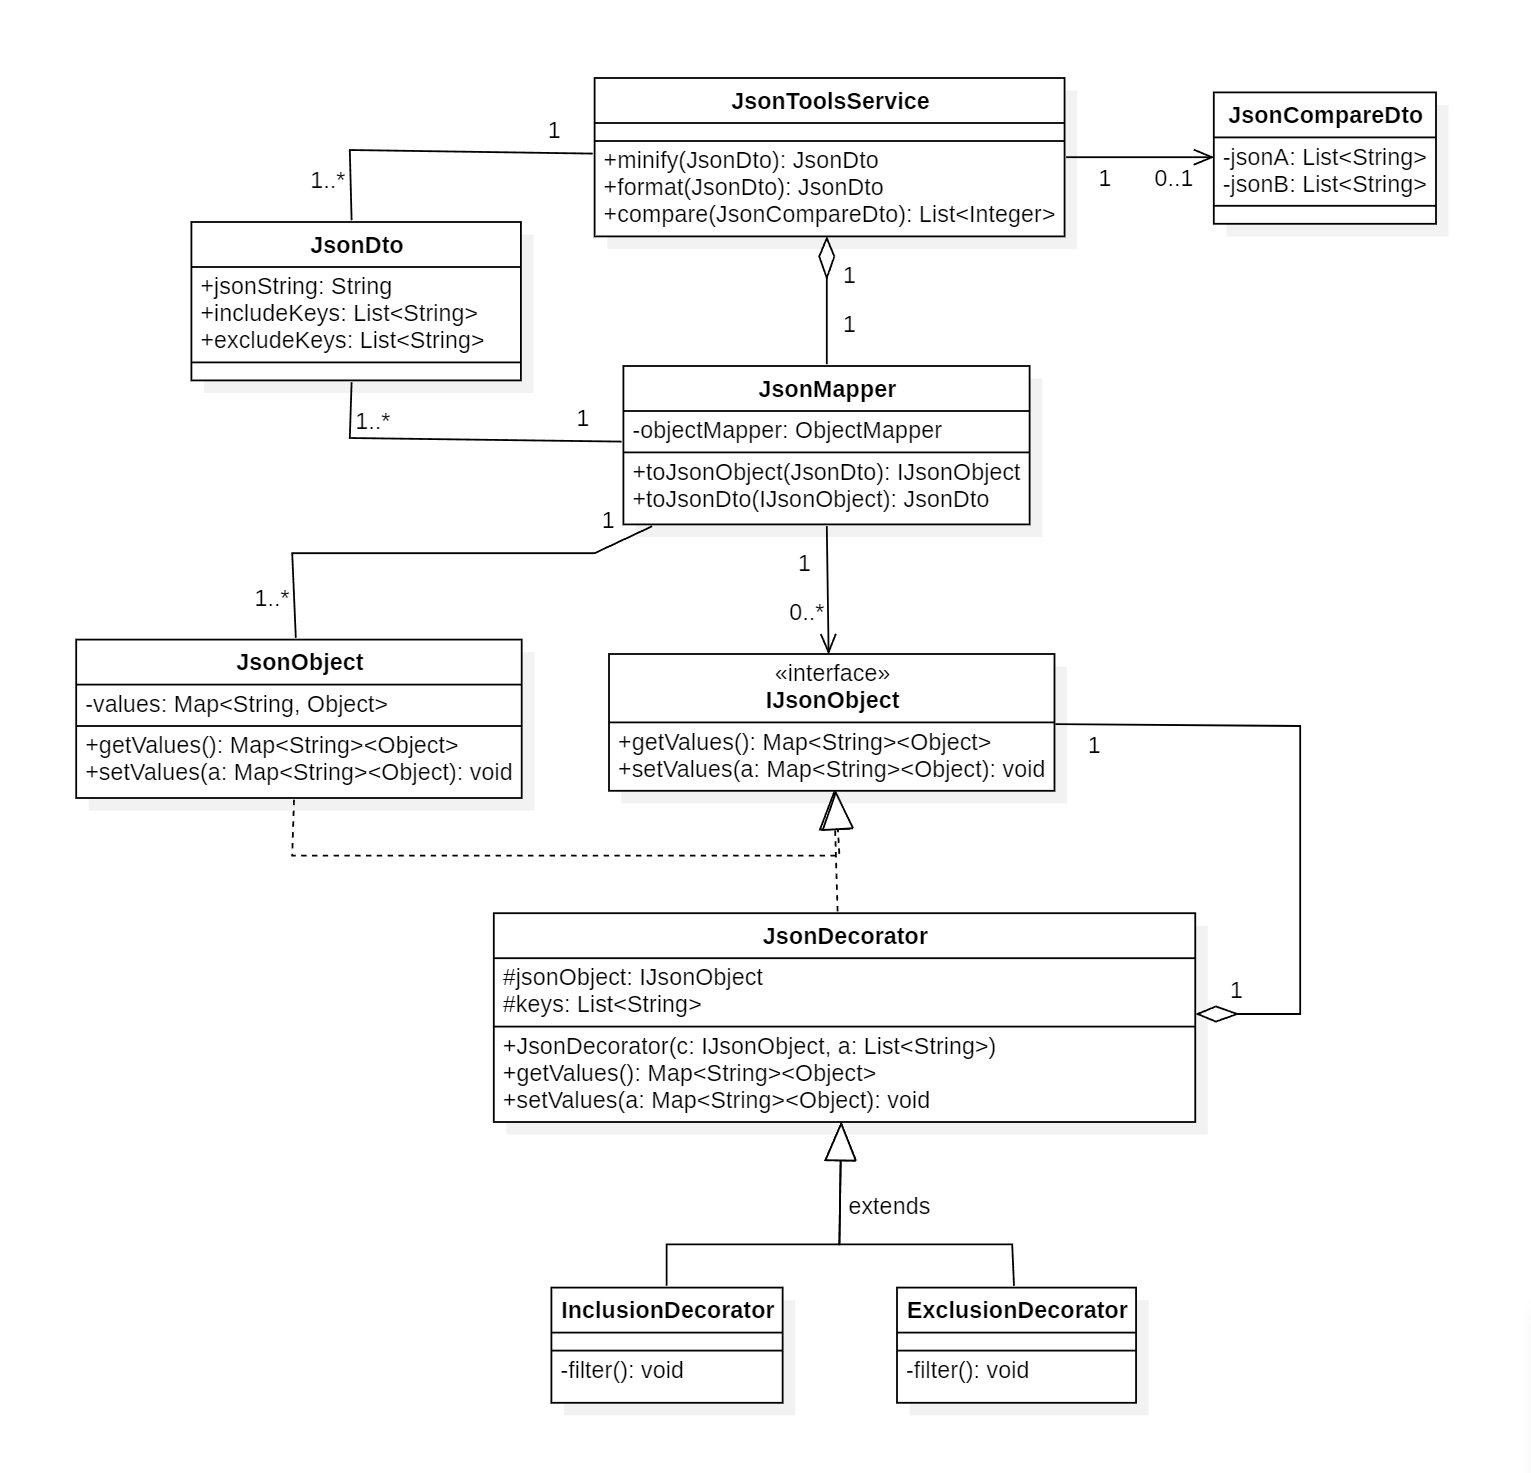 JsonToolsService
+minify(JsonDto): JsonDto
+format(JsonDto): JsonDto
+compare(JsonCompareDto): List<Integer>
JsonCompareDto
-jsonA: List<String>
-jsonB: List<String>
1
1..*
1
0..1
JsonDto
+jsonString: String
+includeKeys: List<String>
+excludeKeys: List<String>
1
1
1..*
1
JsonMapper
-objectMapper: ObjectMapper
+toJsonObject(JsonDto): IJsonObject
+toJsonDto(IJsonObject): JsonDto
1
1..*
1
0..*
JsonObject
-values: Map<String, Object>
+getValues(): Map<String><Object>
+setValues(a: Map<String><Object): void
«interface»
IJsonObject
+getValues(): Map<String><Object>
+setValues(a: Map<String><Object): void
1
1
JsonDecorator
#jsonObject: IJsonObject
#keys: List<String>
+JsonDecorator(c: IJsonObject, a: List<String>)
+getValues(): Map<String><Object>
+setValues(a: Map<String><Object): void
extends
InclusionDecorator
-filter(): void
ExclusionDecorator
-filter(): void